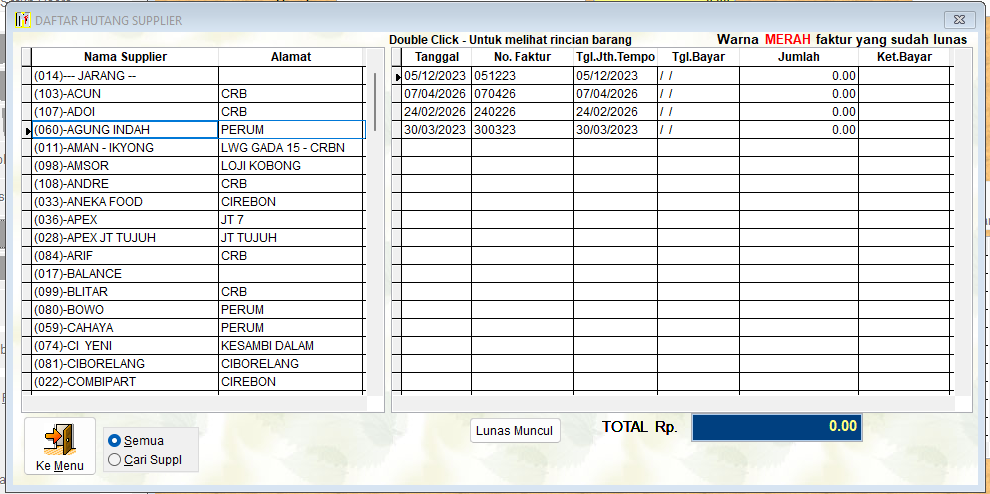 DAFTAR HUTANG SUPPLIER
Double Click - Untuk melihat rincian barang
Warna MERAH faktur yang sudah lunas
Nama Supplier Alamat
(014)--- JARANG --
(103)-ACUN CRB
(107)-ADOI CRB
(060)-AGUNG INDAH PERUM
(011)-AMAN - IKYONG LWG GADA 15 - CRBN
(098)-AMSOR LOJI KOBONG
(108)-ANDRE CRB
(033)-ANEKA FOOD CIREBON
(036)-APEX JT 7
(028)-APEX JT TUJUH JT TUJUH
(084)-ARIF CRB
(017)-BALANCE
(099)-BLITAR CRB
(080)-BOWO PERUM
(059)-CAHAYA PERUM
(074)-CI YENI KESAMBI DALAM
(081)-CIBORELANG CIBORELANG
(022)-COMBIPART CIREBON
Tanggal No. Faktur Tgl.Jth.Tempo Tgl.Bayar Jumlah Ket.Bayar
05/12/2023 051223 05/12/2023 / / 0.00
07/04/2026 070426 07/04/2026 / / 0.00
24/02/2026 240226 24/02/2026 / / 0.00
30/03/2023 300323 30/03/2023 / / 0.00
Ke Menu
Semua
Cari Suppl
Lunas Muncul
TOTAL Rp. 0.00